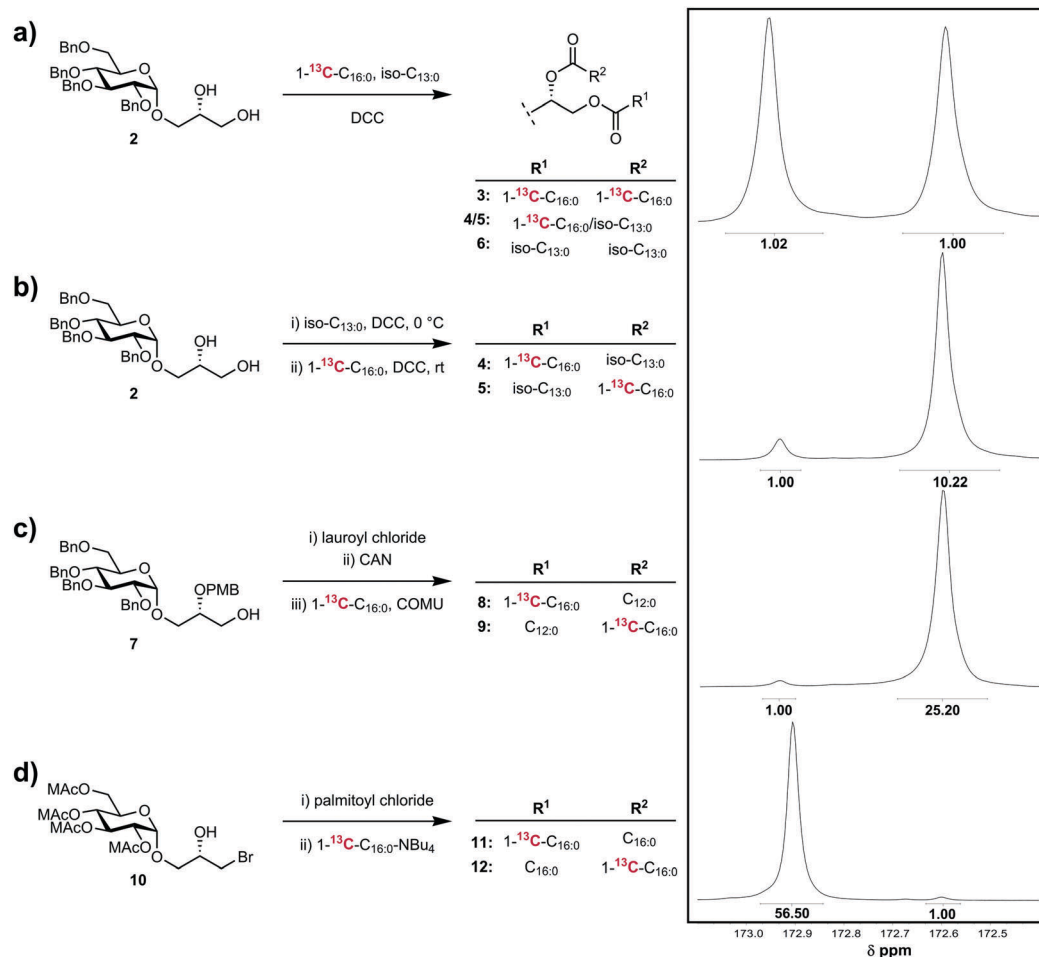 a)
BnO
BnO
BnO
BnO
O
O
OH
OH
2
1-13C-C16:0, iso-C13:0
DCC
O
O
R2
O
R1
O
R1 R2
3: 1-13C-C16:0 1-13C-C16:0
4/5: 1-13C-C16:0/iso-C13:0
6: iso-C13:0 iso-C13:0
1.02 1.00
b)
BnO
BnO
BnO
BnO
O
O
OH
OH
2
i) iso-C13:0, DCC, 0 °C
ii) 1-13C-C16:0, DCC, rt
R1 R2
4: 1-13C-C16:0 iso-C13:0
5: iso-C13:0 1-13C-C16:0
1.00 10.22
c)
BnO
BnO
BnO
BnO
O
O
OPMB
OH
7
i) lauroyl chloride
ii) CAN
iii) 1-13C-C16:0, COMU
R1 R2
8: 1-13C-C16:0 C12:0
9: C12:0 1-13C-C16:0
1.00 25.20
d)
MAcO
MAcO
MAcO
MAcO
O
O
OH
Br
10
i) palmitoyl chloride
ii) 1-13C-C16:0-NBu4
R1 R2
11: 1-13C-C16:0 C16:0
12: C16:0 1-13C-C16:0
56.50 1.00
173.0 172.9 172.8 172.7 172.6 172.5
δ ppm